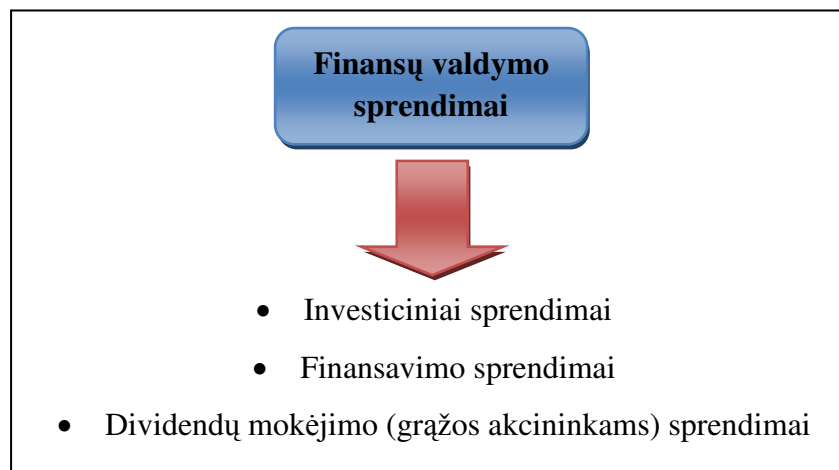 Finansų valdymo
sprendimai
• Investiciniai sprendimai
• Finansavimo sprendimai
• Dividendų mokėjimo (grąžos akcininkams) sprendimai